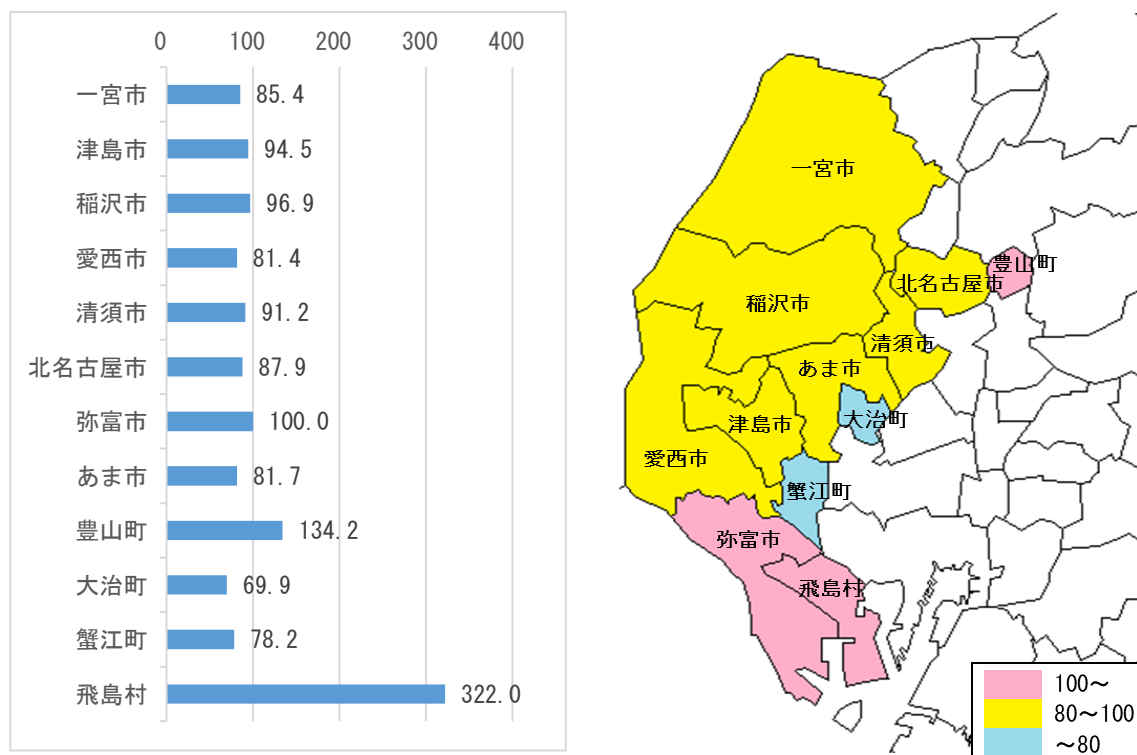 0 100 200 300 400
一宮市 85.4
津島市 94.5
稲沢市 96.9
愛西市 81.4
清須市 91.2
北名古屋市 87.9
弥富市 100.0
あま市 81.7
豊山町 134.2
大治町 69.9
蟹江町 78.2
飛島村 322.0
一宮市
豊山町
北名古屋市
稲沢市
清須市
あま市
大治町
津島市
愛西市
蟹江町
弥富市
飛島村
100～
80～100
～80